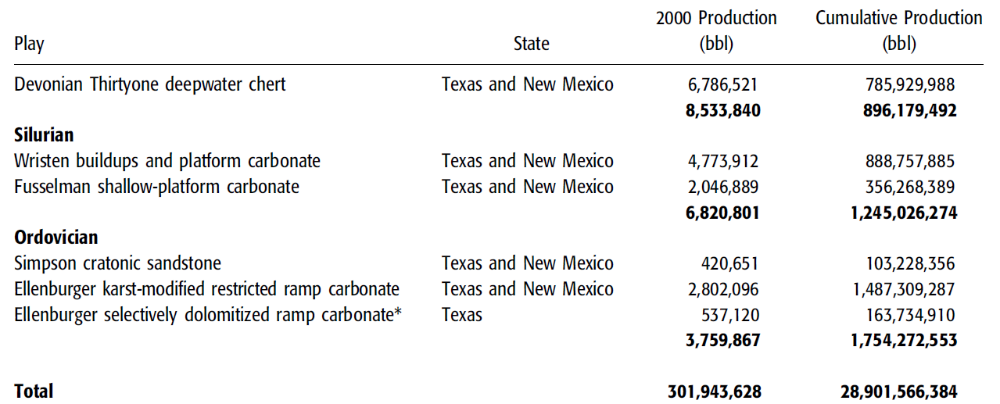 2000 Production Cumulative Production
Play State (bbl) (bbl)
Devonian Thirtyone deepwater chert Texas and New Mexico 6,786,521 785,929,988
8,533,840 896,179,492
Silurian
Wristen buildups and platform carbonate Texas and New Mexico 4,773,912 888,757,885
Fusselman shallow-platform carbonate Texas and New Mexico 2,046,889 356,268,389
6,820,801 1,245,026,274
Ordovician
Simpson cratonic sandstone Texas and New Mexico 420,651 103,228,356
Ellenburger karst-modified restricted ramp carbonate Texas and New Mexico 2,802,096 1,487,309,287
Ellenburger selectively dolomitized ramp carbonate* Texas 537,120 163,734,910
3,759,867 1,754,272,553
Total 301,943,628 28,901,566,384